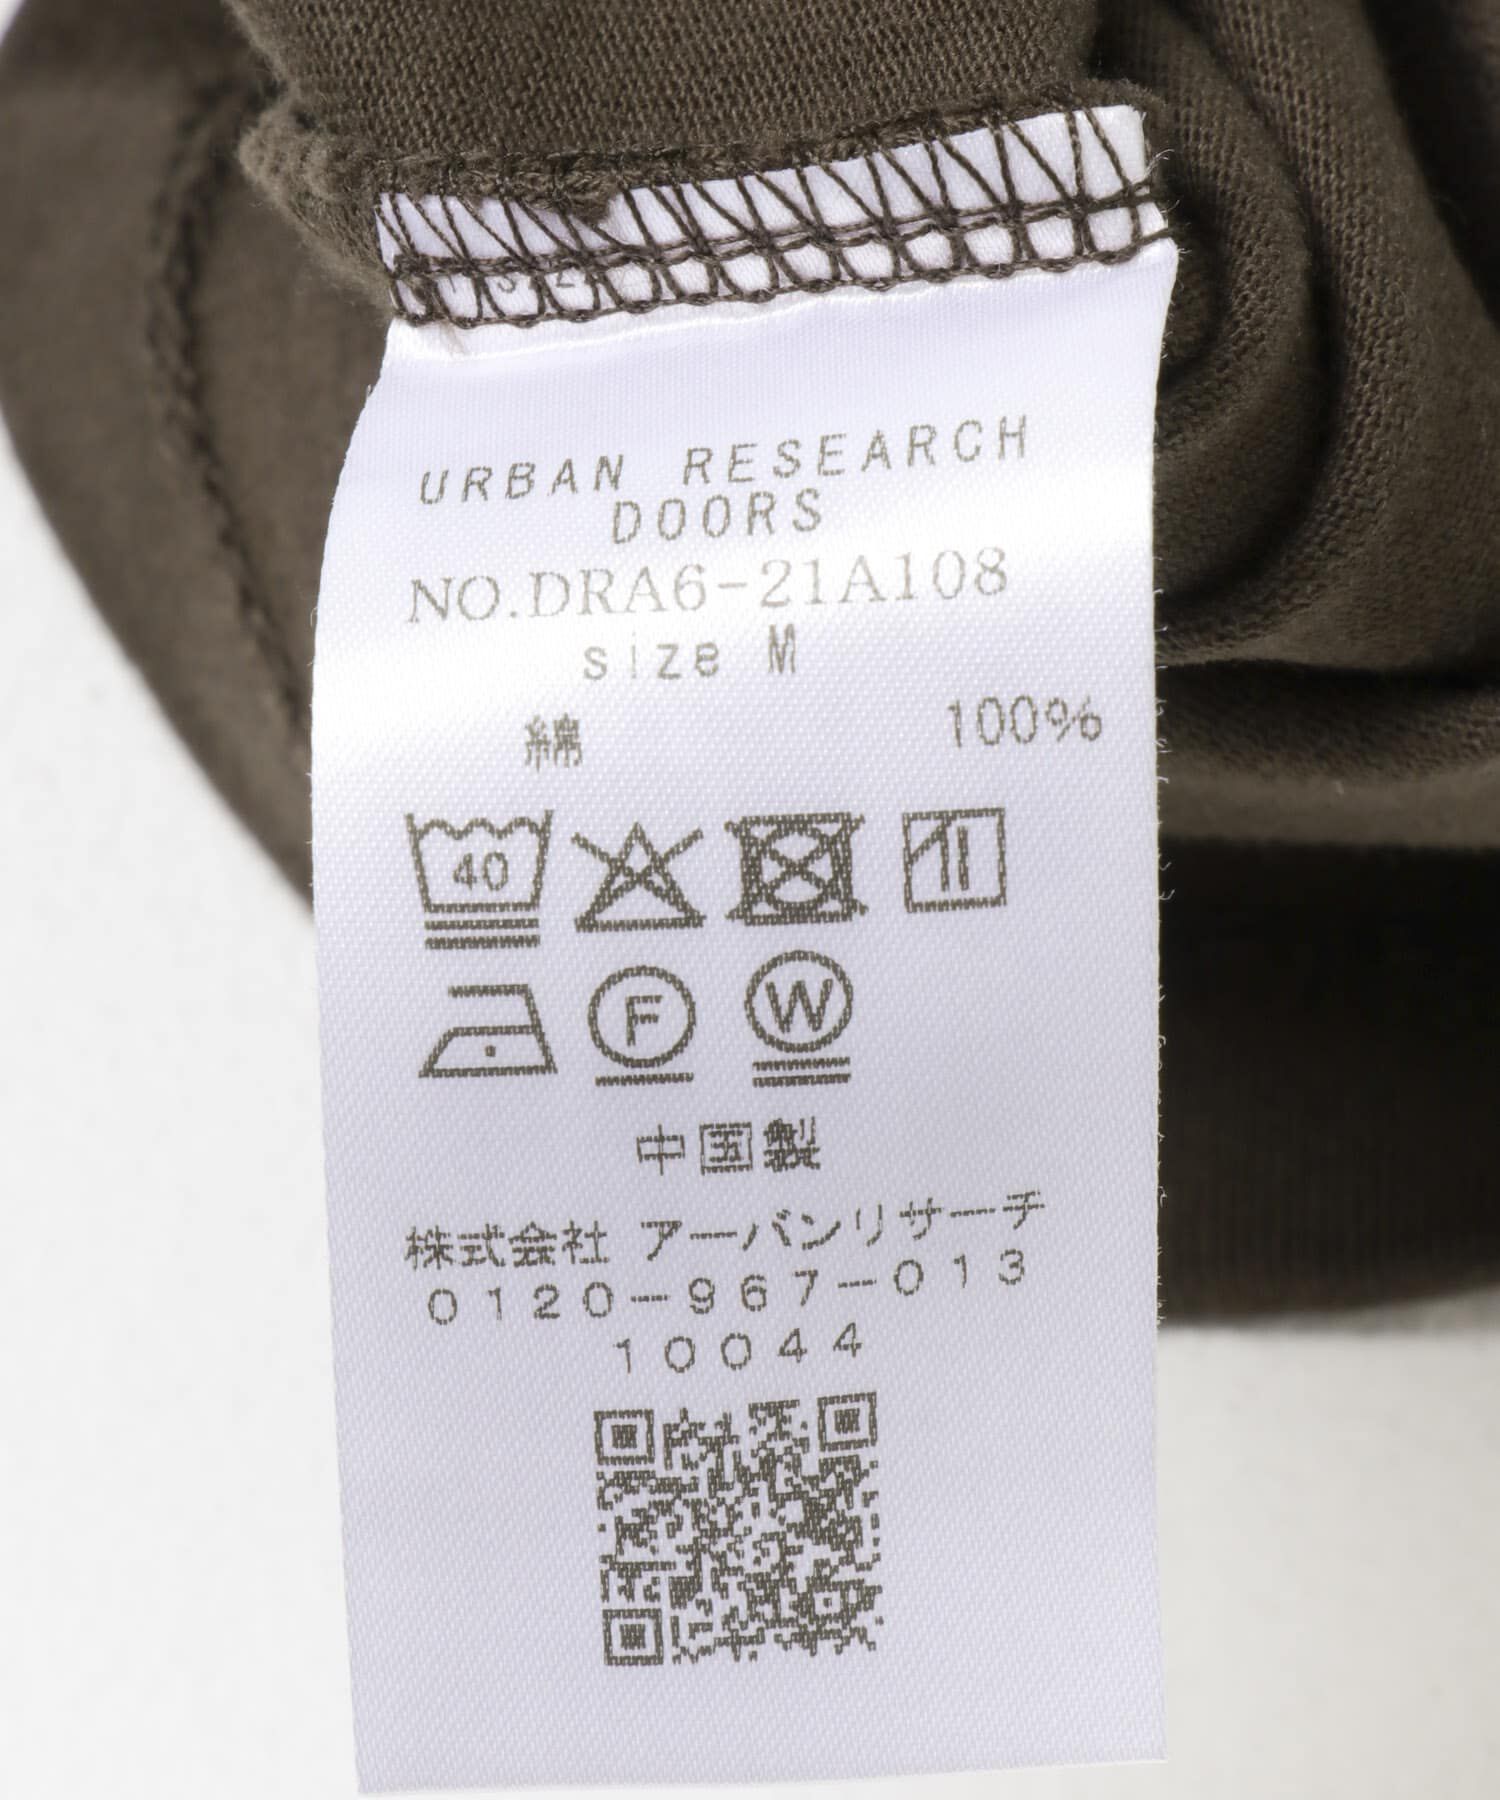 URBAN RESEARCH
DOORS
NO.DRA6-21A108
size M
綿 100%
40
F W
中国製
株式会社 アーバンリサーチ
0120-967-013
10044